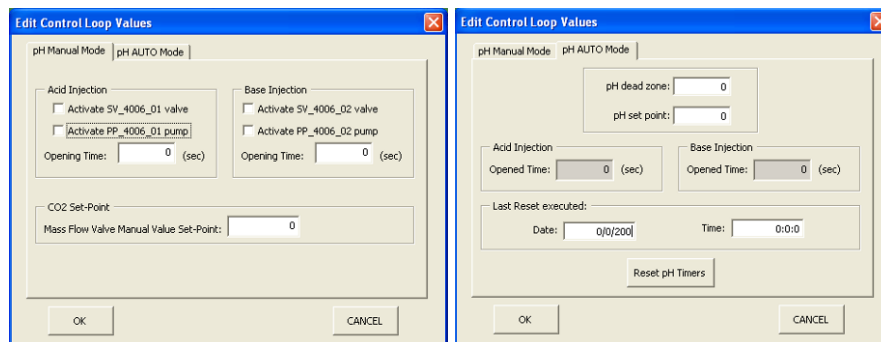 Edit Control Loop Values
pH Manual Mode pH AUTO Mode
Acid Injection
Activate SV_4006_01 valve
Activate PP_4006_01 pump
Opening Time: 0 (sec)
Base Injection
Activate SV_4006_02 valve
Activate PP_4006_02 pump
Opening Time: 0 (sec)
CO2 Set-Point
Mass Flow Valve Manual Value Set-Point: 0
OK CANCEL
Edit Control Loop Values
pH Manual Mode pH AUTO Mode
pH dead zone: 0
pH set point: 0
Acid Injection
Opened Time: 0 (sec)
Base Injection
Opened Time: 0 (sec)
Last Reset executed:
Date: 0/0/200 Time: 0:0:0
Reset pH Timers
OK CANCEL